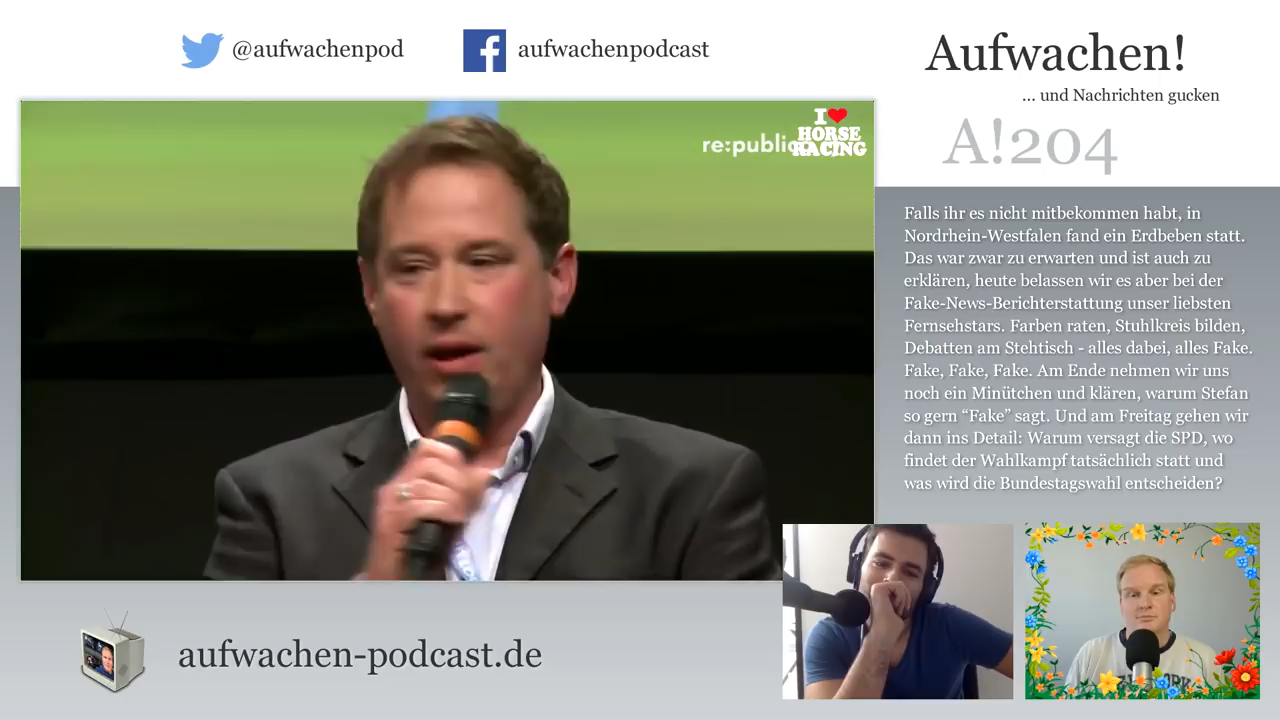 @aufwachenpod
aufwachenpodcast
Aufwachen!
... und Nachrichten gucken
A!204
I
HORSE
RACING
re:public
Falls ihr es nicht mitbekommen habt, in
Nordrhein-Westfalen fand ein Erdbeben statt.
Das war zwar zu erwarten und ist auch zu
erklären, heute belassen wir es aber bei der
Fake-News-Berichterstattung unser liebsten
Fernsehstars. Farben raten, Stuhlkreis bilden,
Debatten am Stehtisch - alles dabei, alles Fake.
Fake, Fake, Fake. Am Ende nehmen wir uns
noch ein Minütchen und klären, warum Stefan
so gern “Fake” sagt. Und am Freitag gehen wir
dann ins Detail: Warum versagt die SPD, wo
findet der Wahlkampf tatsächlich statt und
was wird die Bundestagswahl entscheiden?
aufwachen-podcast.de